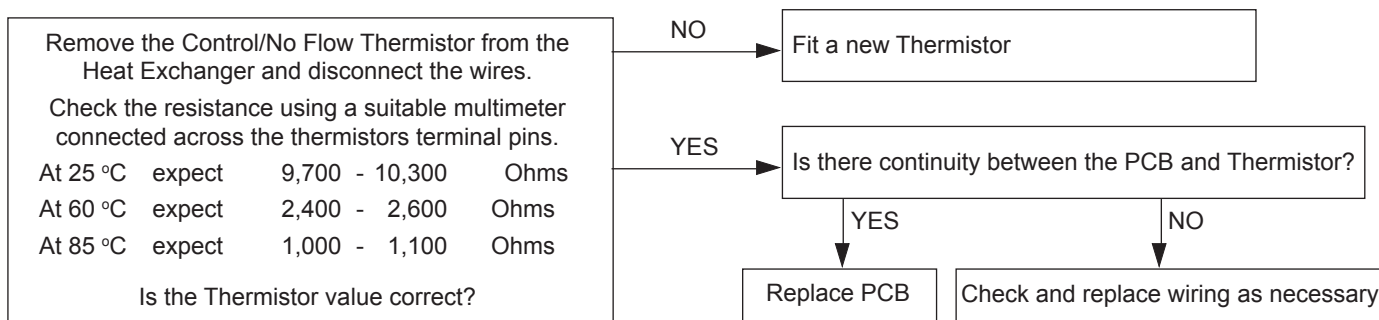 Remove the Control/No Flow Thermistor from the
Heat Exchanger and disconnect the wires.
Check the resistance using a suitable multimeter
connected across the thermistors terminal pins.
At 25 °C expect 9,700 - 10,300 Ohms
At 60 °C expect 2,400 - 2,600 Ohms
At 85 °C expect 1,000 - 1,100 Ohms
Is the Thermistor value correct?
NO
Fit a new Thermistor
YES
Is there continuity between the PCB and Thermistor?
YES
NO
Replace PCB
Check and replace wiring as necessary